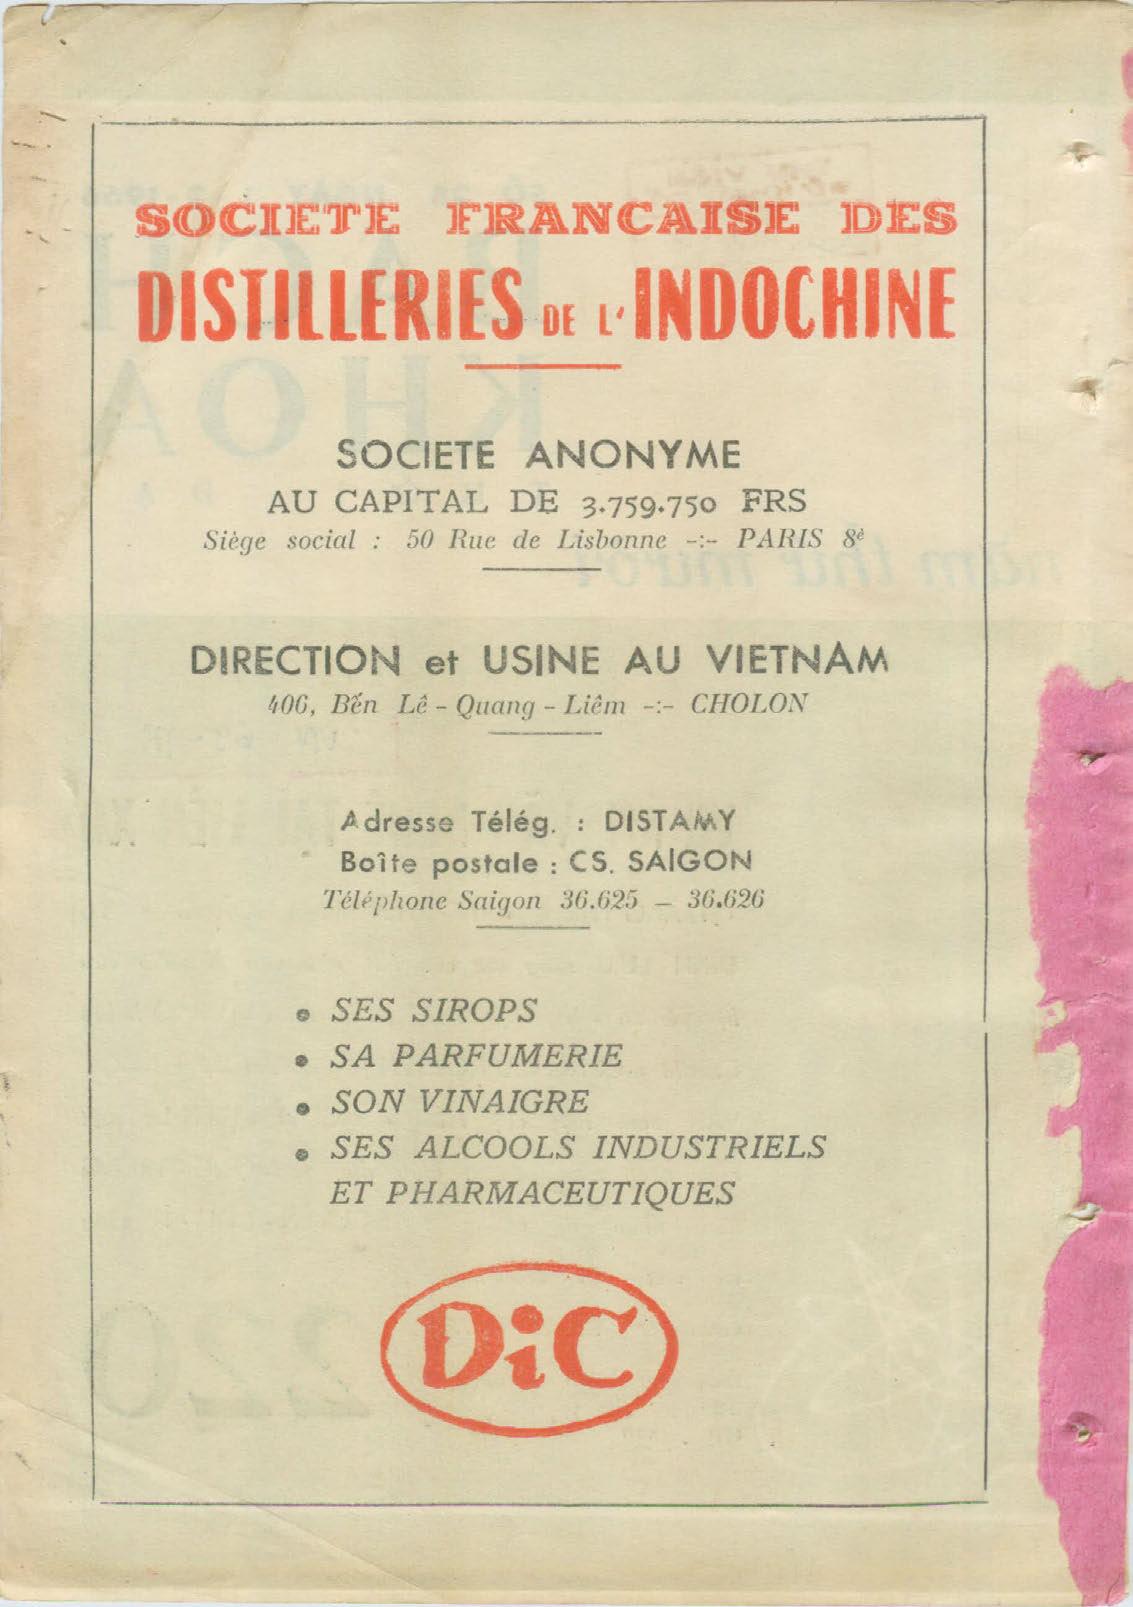 SOCIETE FRANCAISE DES
DISTILLERIES DE L'INDOCHINE
SOCIETE ANONYME
AU CAPITAL DE 3.759.750 FRS
Siège social : 50 Rue de Lisbonne -:- PARIS 8è
DIRECTION et USINE AU VIETNAM
406, Bến Lê - Quang - Liêm -:- CHOLON
Adresse Télég. : DISTAMY
Boîte postale : CS. SAIGON
Téléphone Saigon 36.625 — 36.626
• SES SIROPS
• SA PARFUMERIE
• SON VINAIGRE
• SES ALCOOLS INDUSTRIELS
ET PHARMACEUTIQUES
DiC